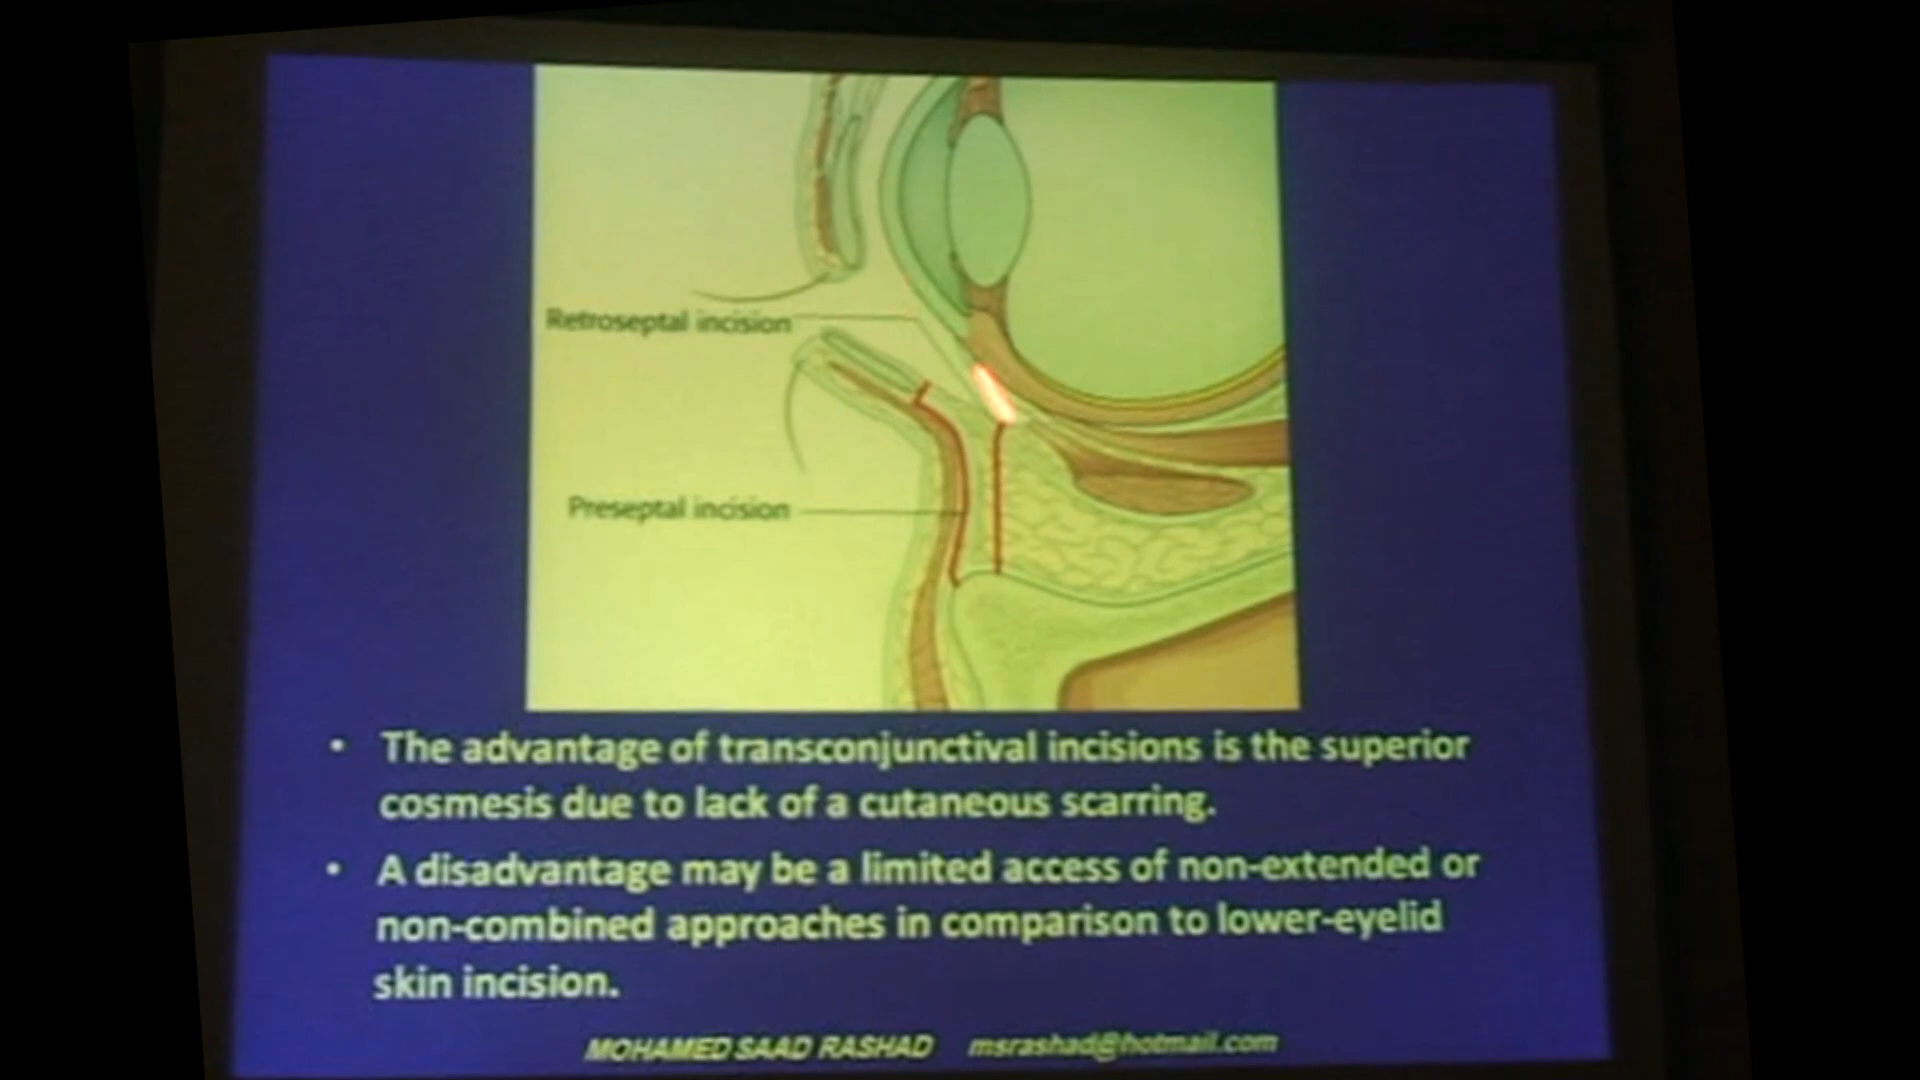 Retroseptal incision
Preseptal incision
• The advantage of transconjunctival incisions is the superior
cosmesis due to lack of a cutaneous scarring.
• A disadvantage may be a limited access of non-extended or
non-combined approaches in comparison to lower-eyelid
skin incision.
MOHAMED SAAD RASHAD msrashad@hotmail.com